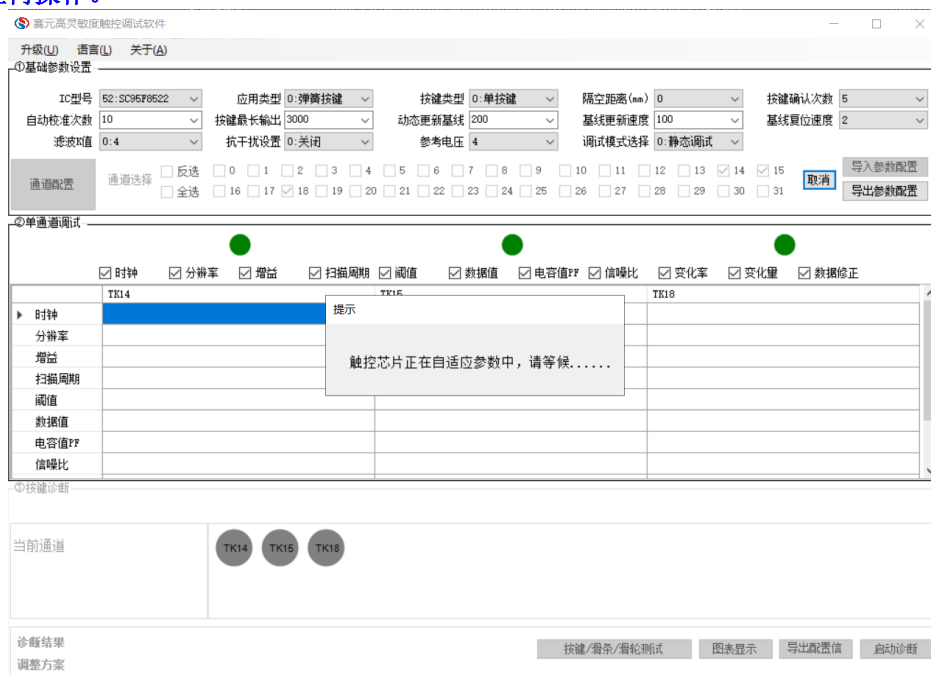 赛元高灵敏度触控调试软件
升级(U) 语言(L) 关于(A)
①基础参数设置
IC型号 52:SC95F8522 应用类型 0:弹簧按键 按键类型 0:单按键 隔空距离(mm) 0 按键确认次数 5
自动校准次数 10 按键最长输出 3000 动态更新基线 200 基线更新速度 100 基线复位速度 2
滤波K值 0:4 抗干扰设置 0:关闭 参考电压 4 调试模式选择 0:静态调试
通道配置 通道选择 反选 0 1 2 3 4 5 6 7 8 9 10 11 12 13 14 15 取消 导入参数配置
全选 16 17 18 19 20 21 22 23 24 25 26 27 28 29 30 31 导出参数配置
②单通道调试
时钟 分辨率 增益 扫描周期 阈值 数据值 电容值PF 信噪比 变化率 变化量 数据修正
TK14 TK15 TK18
提示
触控芯片正在自适应参数中，请等候......
时钟
分辨率
增益
扫描周期
阈值
数据值
电容值PF
信噪比
③按键诊断
当前通道 TK14 TK15 TK18
诊断结果
按键/滑条/滑轮测试 图表显示 导出配置信 启动诊断
调整方案